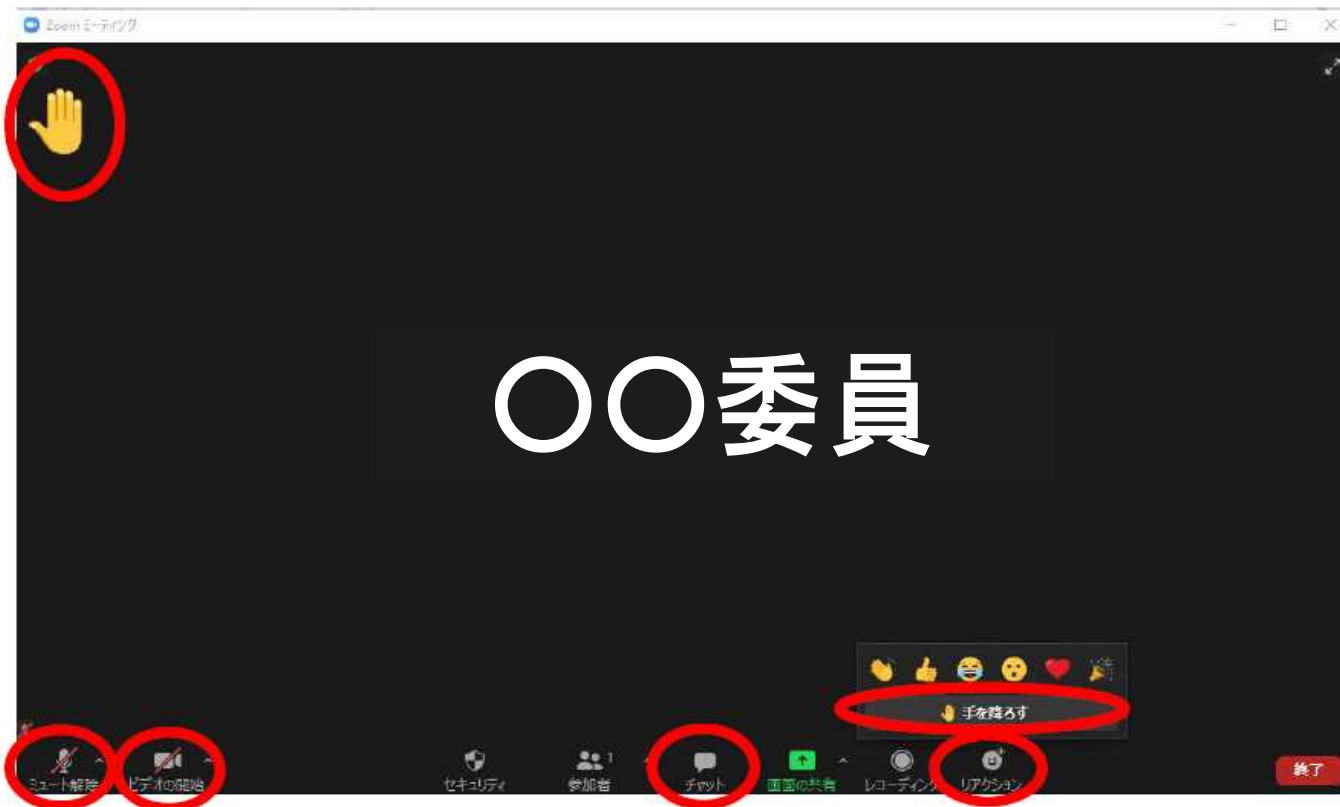 Zoom ミーティング
〇〇委員
手を降ろす
ミュート解除
ビデオの開始
セキュリティ
参加者
1
チャット
画面の共有
レコーディング
リアクション
終了